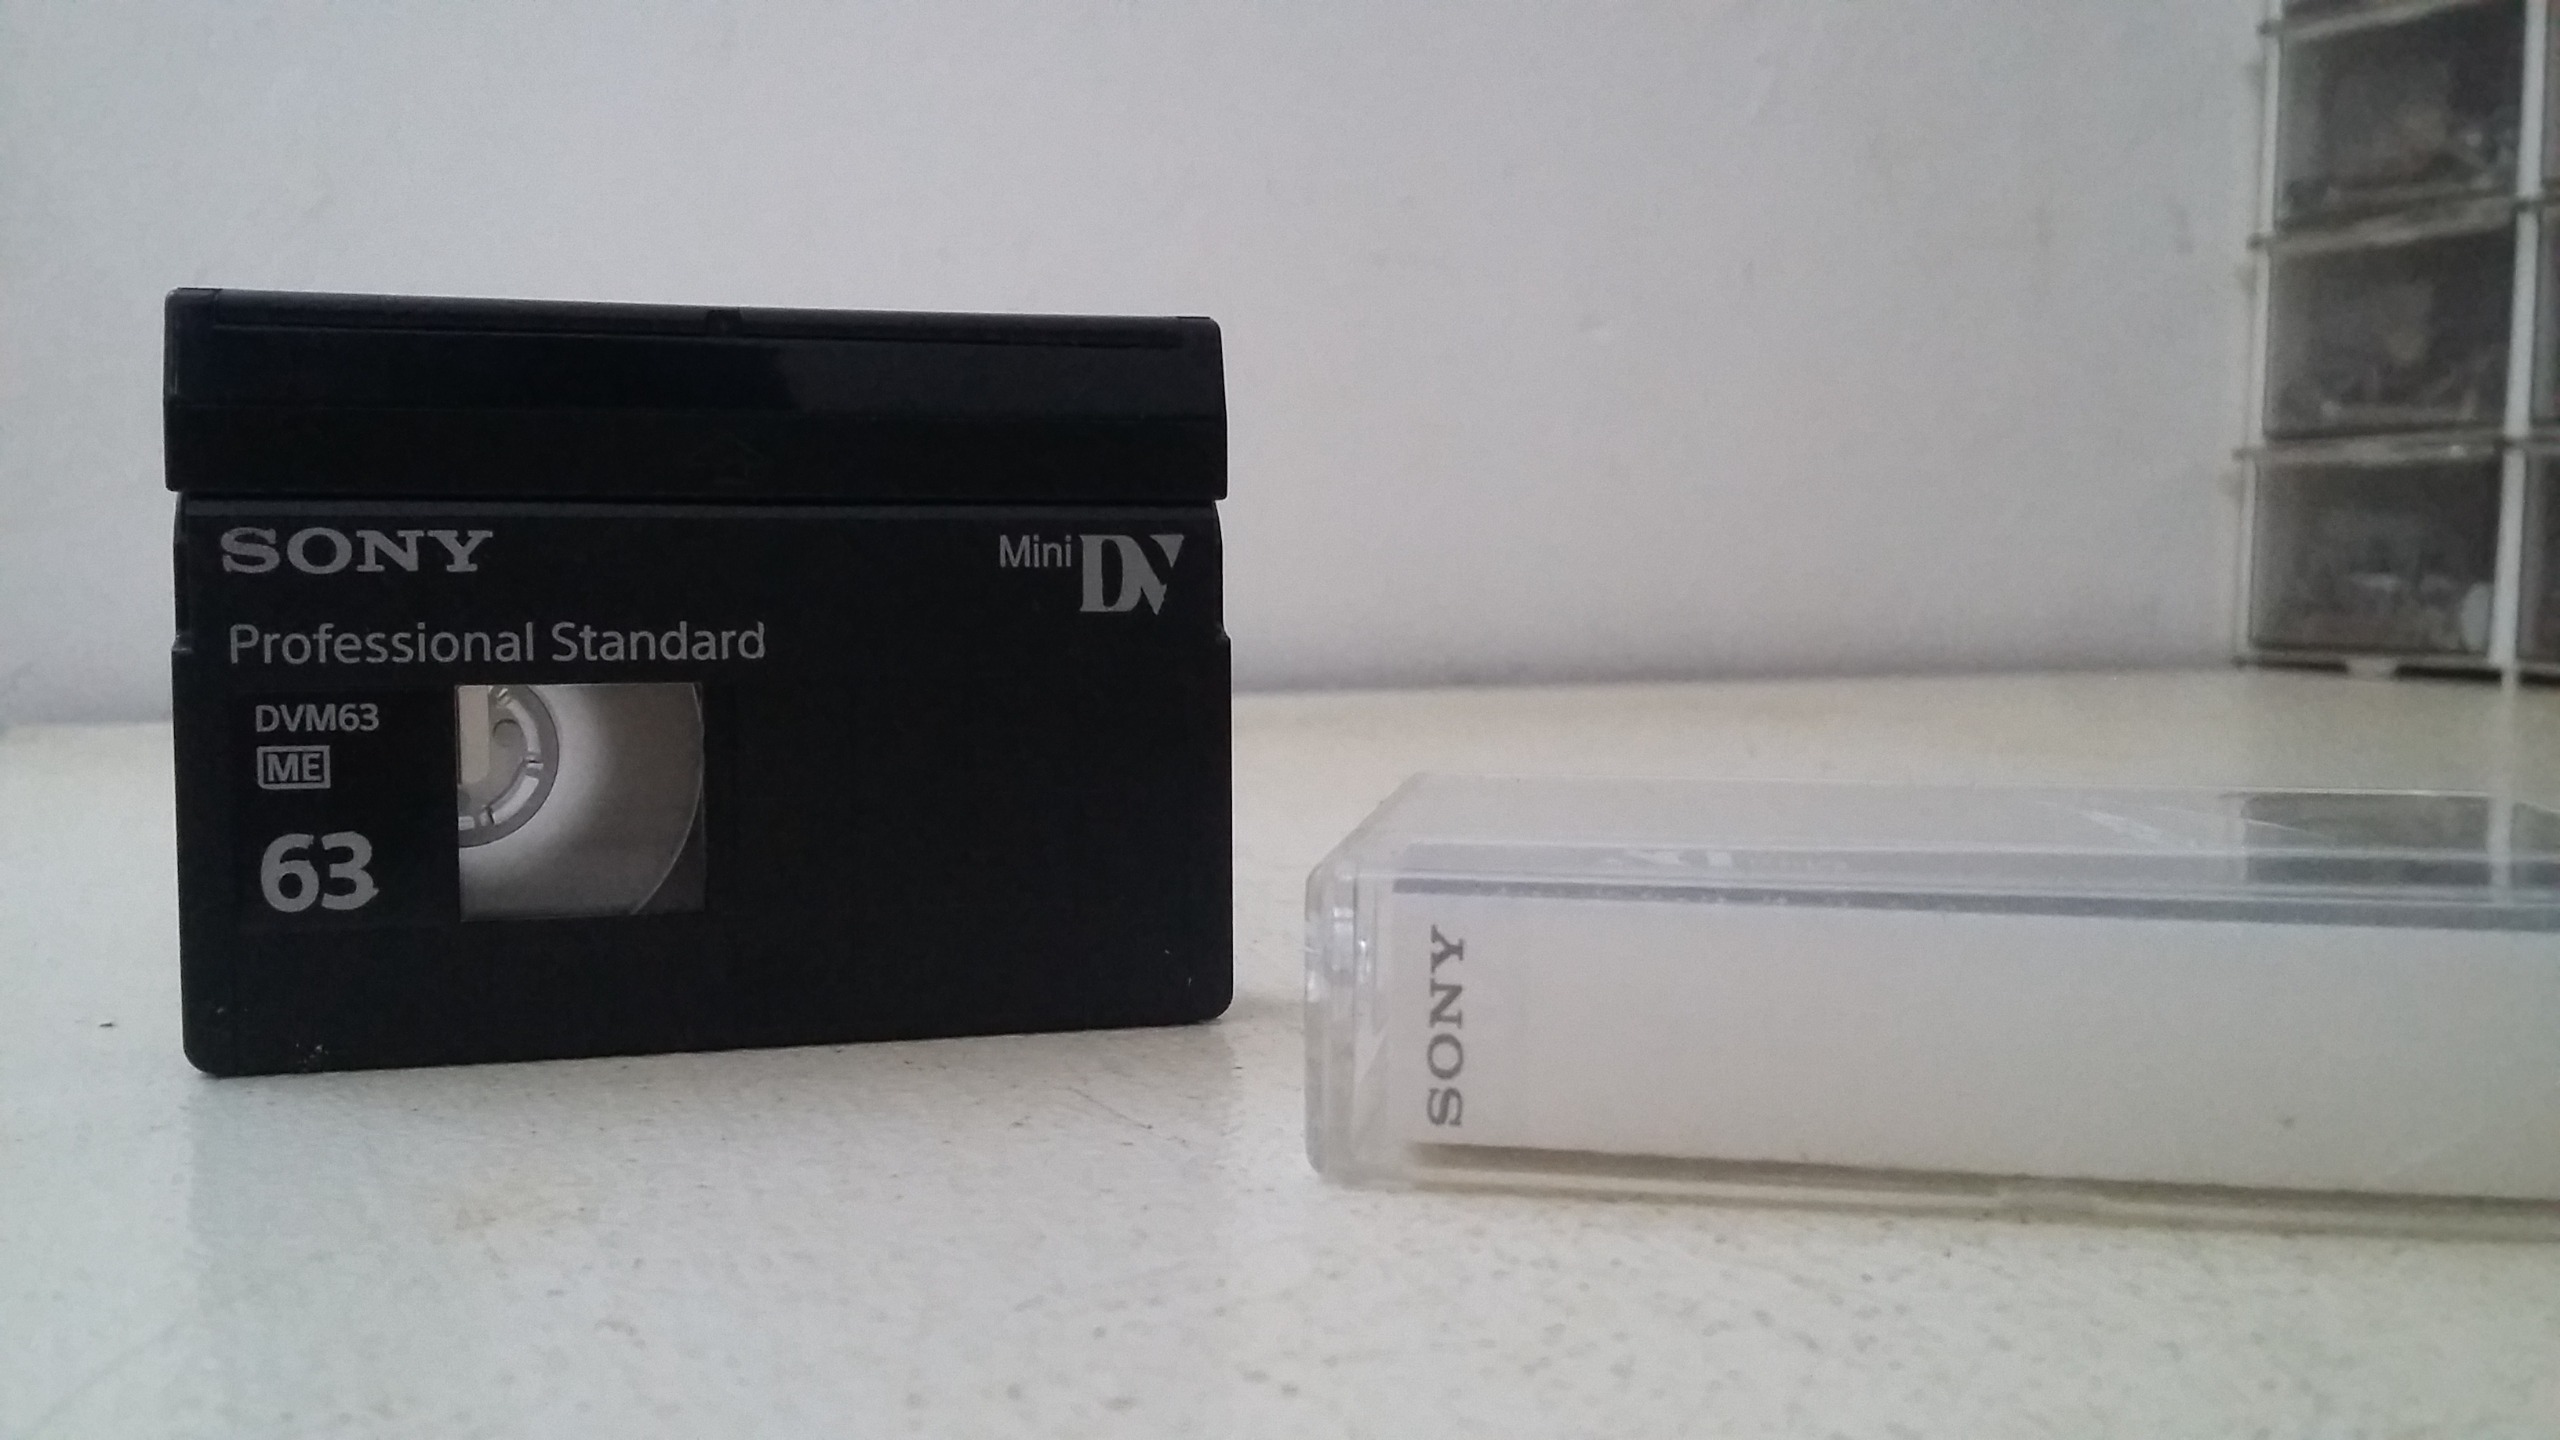 SONY
Mini DV
Professional Standard
DVM63
ME
63
SONY